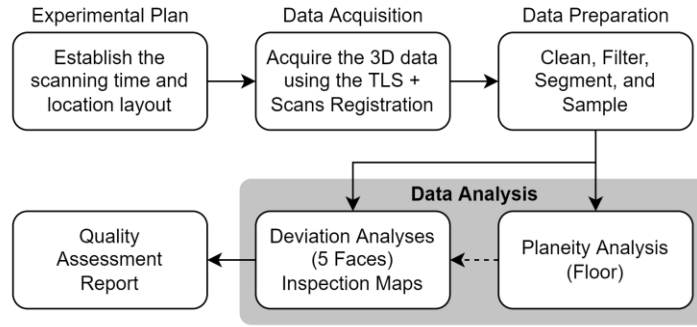 Experimental Plan
Data Acquisition
Data Preparation
Establish the
scanning time and
location layout
Acquire the 3D data
using the TLS +
Scans Registration
Clean, Filter,
Segment, and
Sample
Data Analysis
Quality
Assessment
Report
Deviation Analyses
(5 Faces)
Inspection Maps
Planeity Analysis
(Floor)